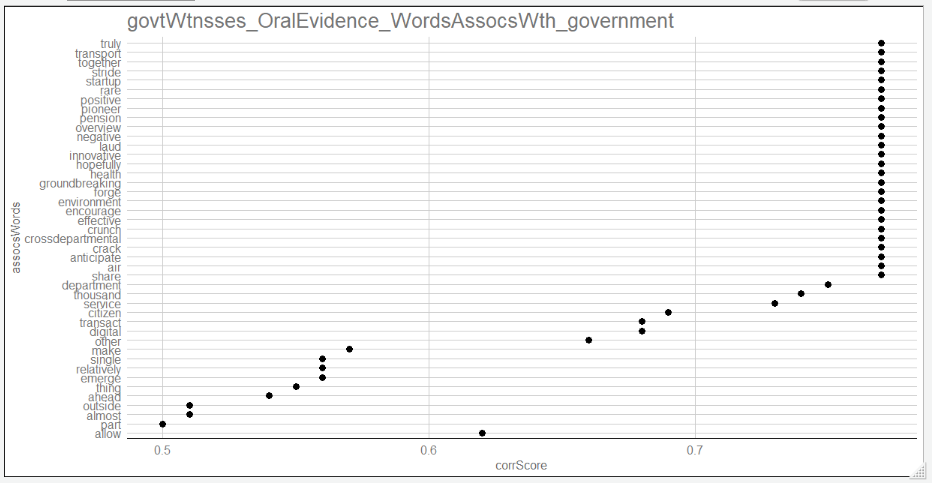 govtWtnsses_OralEvidence_WordsAssocsWth_government
assocsWords
truly
transport
together
stride
startup
rare
positive
pioneer
pension
overview
negative
laud
innovative
hopefully
health
groundbreaking
forge
environment
encourage
effective
crunch
crossdepartmental
crack
anticipate
air
share
department
thousand
service
citizen
transact
digital
other
make
single
relatively
emerge
thing
ahead
outside
almost
part
allow
0.5 0.6 0.7
corrScore